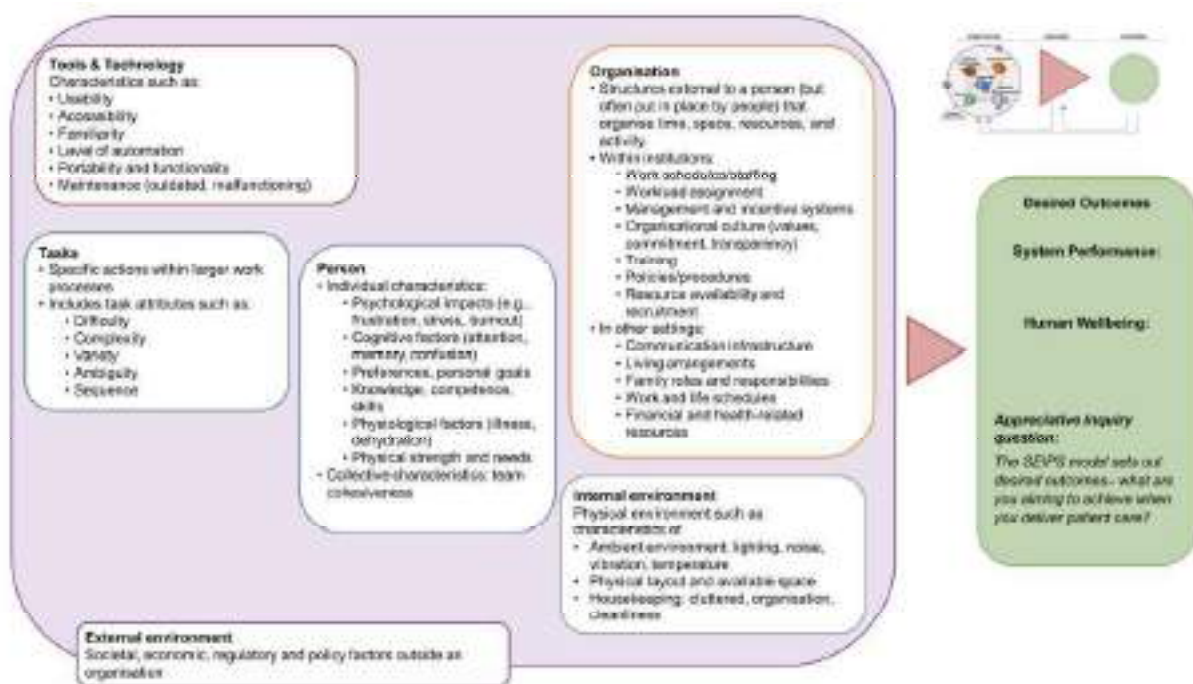 Tools & Technology
Characteristics such as:
• Usability
• Accessibility
• Familiarity
• Level of automation
• Portability and functionality
• Maintenance (outdated, malfunctioning)
Organisation
• Structures external to a person (but
often put in place by people) that
organise time, space, resources, and
activity
• Within institutions:
• Work schedules/staffing
• Workload assignment
• Management and incentive systems
• Organisational culture (values,
commitment, transparency)
• Training
• Policies/procedures
• Resource availability and
recruitment
• In other settings:
• Communication infrastructure
• Living arrangements
• Family roles and responsibilities
• Work and life schedules
• Financial and health-related
resources
Tasks
• Specific actions within larger work
processes
• Includes task attributes such as:
• Difficulty
• Complexity
• Variety
• Ambiguity
• Sequence
Person
• Individual characteristics:
• Psychological impacts (e.g.,
frustration, stress, burnout)
• Cognitive factors (attention,
memory, confusion)
• Preferences, personal goals
• Knowledge, competence,
skills
• Physiological factors (illness,
dehydration)
• Physical strength and needs
• Collective characteristics: team
cohesiveness
Internal environment
Physical environment such as
characteristics of
• Ambient environment, lighting, noise,
vibration, temperature
• Physical layout and available space
• Housekeeping: cluttered, organisation,
cleanliness
External environment
Societal, economic, regulatory and policy factors outside an
organisation
Desired Outcomes
System Performance:
Human Wellbeing:
Appreciative Inquiry
question:
The SEIPS model sets out
desired outcomes- what are
you aiming to achieve when
you deliver patient care?